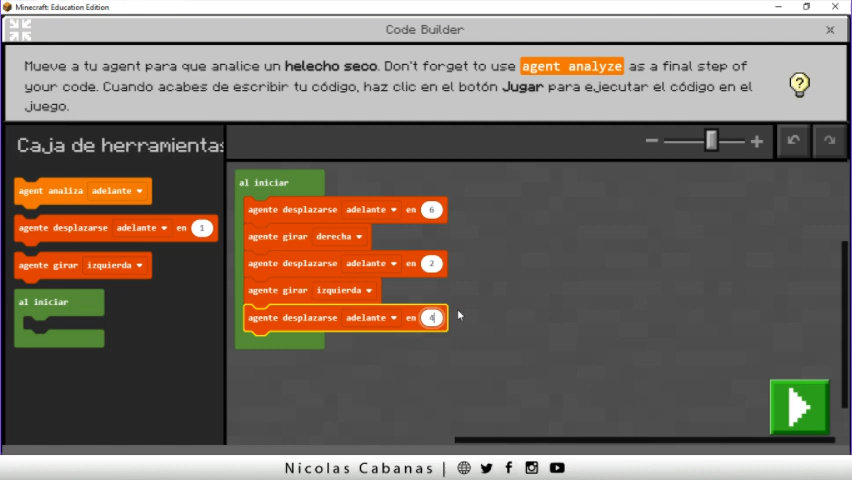 Minecraft: Education Edition
Code Builder
Mueve a tu agent para que analice un helecho seco. Don't forget to use agent analyze as a final step of
your code. Cuando acabes de escribir tu código, haz clic en el botón Jugar para ejecutar el código en el
juego.
Caja de herramientas
agent analiza adelante
agente desplazarse adelante en 1
agente girar izquierda
al iniciar
al iniciar
agente desplazarse adelante en 6
agente girar derecha
agente desplazarse adelante en 2
agente girar izquierda
agente desplazarse adelante en 4
Nicolas Cabanas |